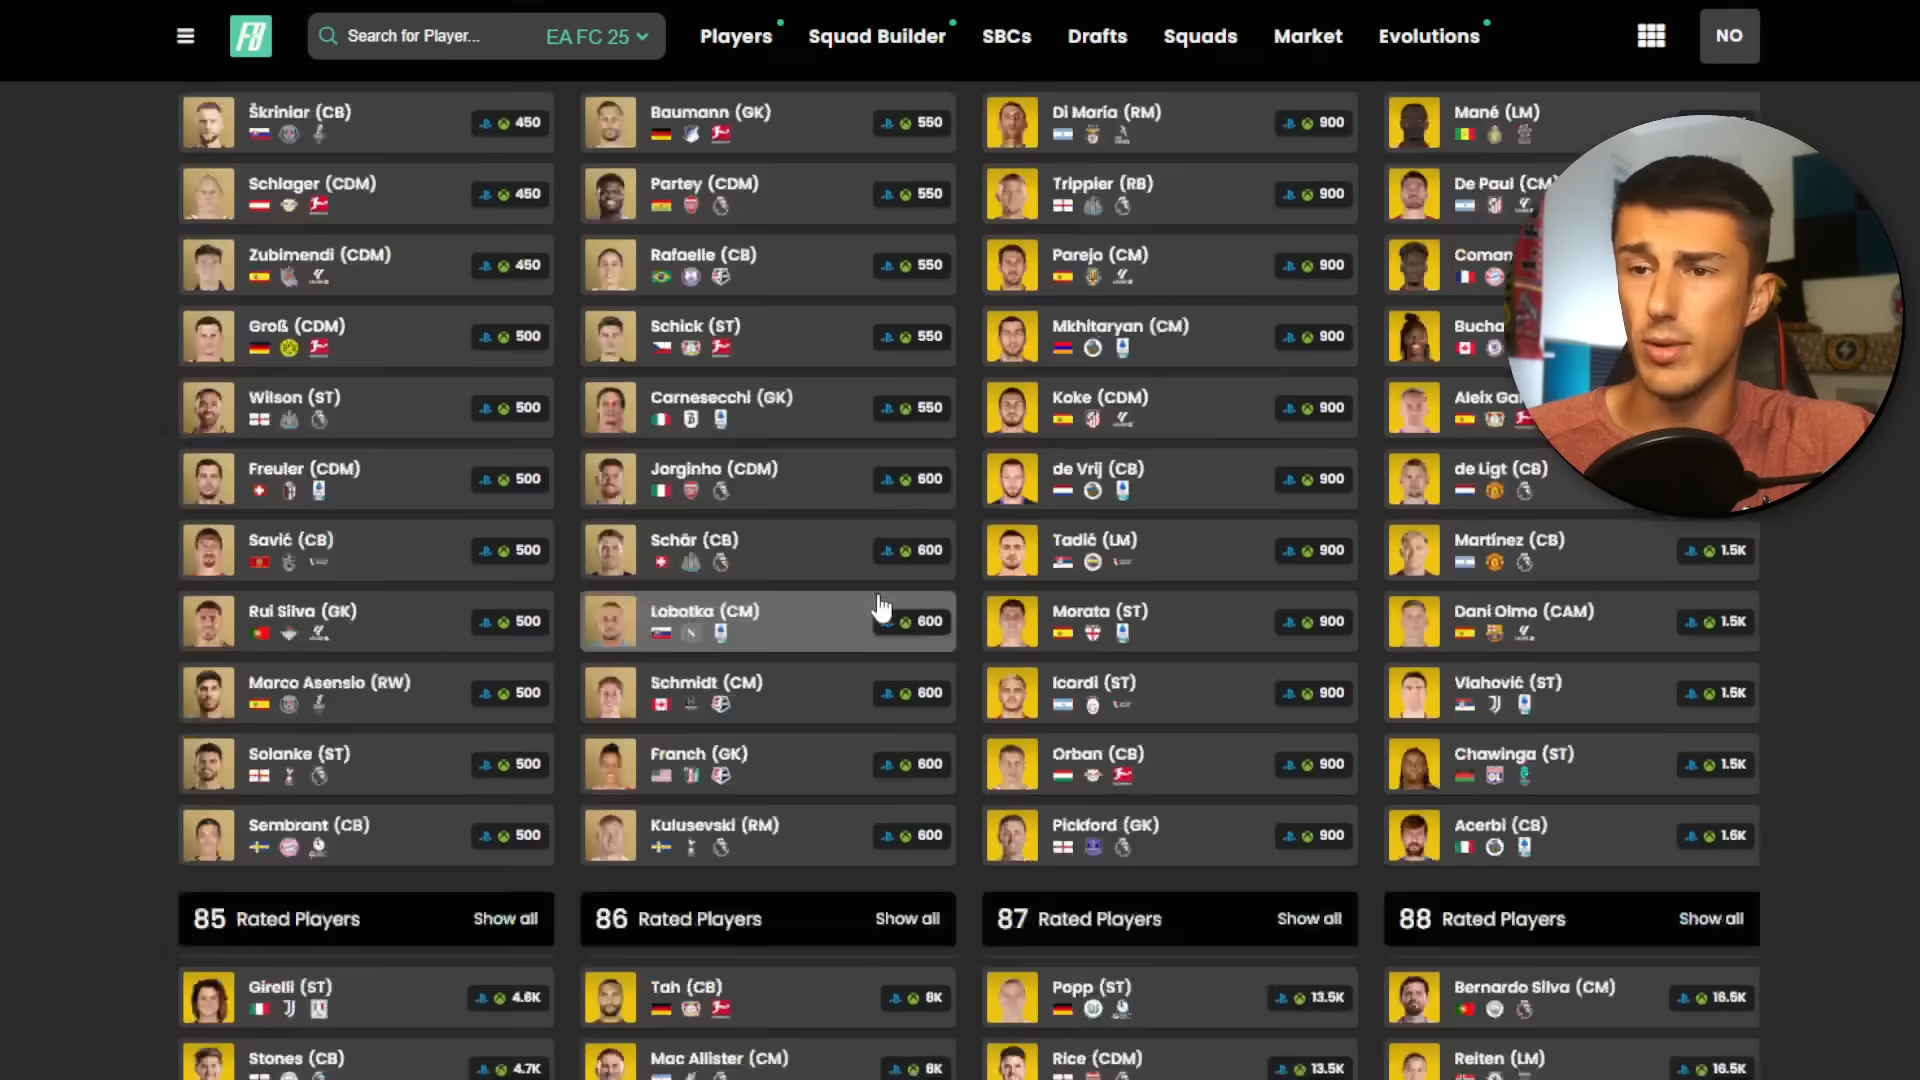 FB
Search for Player...
EA FC 25
Players
Squad Builder
SBCs
Drafts
Squads
Market
Evolutions
NO
Škriniar (CB)
450
Schlager (CDM)
450
Zubimendi (CDM)
450
Groß (CDM)
500
Wilson (ST)
500
Freuler (CDM)
500
Savić (CB)
500
Rui Silva (GK)
500
Marco Asensio (RW)
500
Solanke (ST)
500
Sembrant (CB)
500
Baumann (GK)
550
Partey (CDM)
550
Rafaelle (CB)
550
Schick (ST)
550
Carnesecchi (GK)
550
Jorginho (CDM)
600
Schär (CB)
600
Lobotka (CM)
600
Schmidt (CM)
600
Franch (GK)
600
Kulusevski (RM)
600
Di María (RM)
900
Trippier (RB)
900
Parejo (CM)
900
Mkhitaryan (CM)
900
Koke (CDM)
900
de Vrij (CB)
900
Tadić (LM)
900
Morata (ST)
900
Icardi (ST)
900
Orban (CB)
900
Pickford (GK)
900
Mané (LM)
De Paul (CM)
Coman
Bucha
Aleix Ga
de Ligt (CB)
Martínez (CB)
1.5K
Dani Olmo (CAM)
1.5K
Vlahović (ST)
1.5K
Chawinga (ST)
1.5K
Acerbi (CB)
1.6K
85 Rated Players
Show all
86 Rated Players
Show all
87 Rated Players
Show all
88 Rated Players
Show all
Girelli (ST)
4.6K
Stones (CB)
4.7K
Tah (CB)
8K
Mac Allister (CM)
8K
Popp (ST)
13.5K
Rice (CDM)
13.5K
Bernardo Silva (CM)
16.5K
Reiten (LM)
16.5K